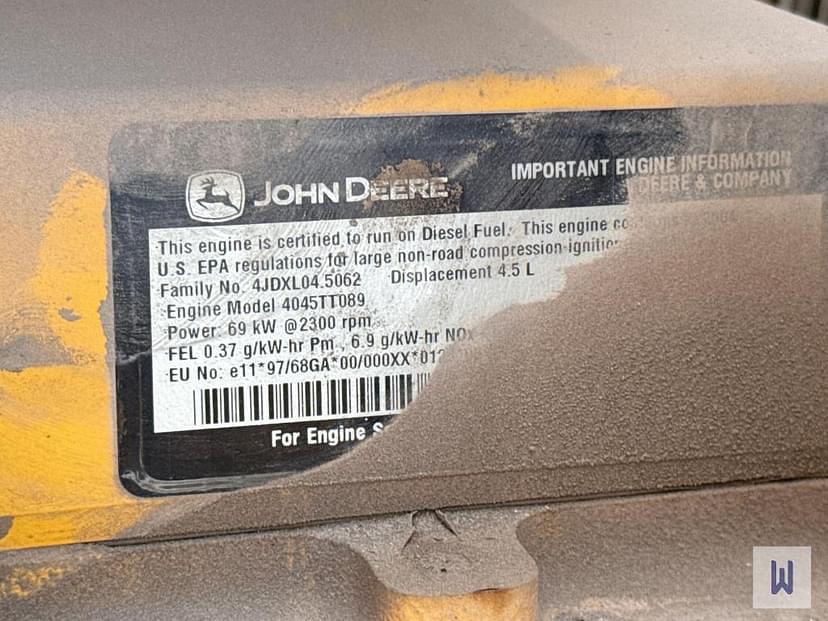 JOHN DEERE
IMPORTANT ENGINE INFORMATION
DEERE & COMPANY
This engine is certified to run on Diesel Fuel. This engine
U.S. EPA regulations for large non-road compression-ignition
Family No. 4JDXL04.5062 Displacement 4.5 L
Engine Model 4045TT089
Power: 69 kW @2300 rpm
FEL 0.37 g/kW-hr Pm , 6.9 g/kW-hr NOx
EU No: e11*97/68GA*00/000XX*012
For Engine
W